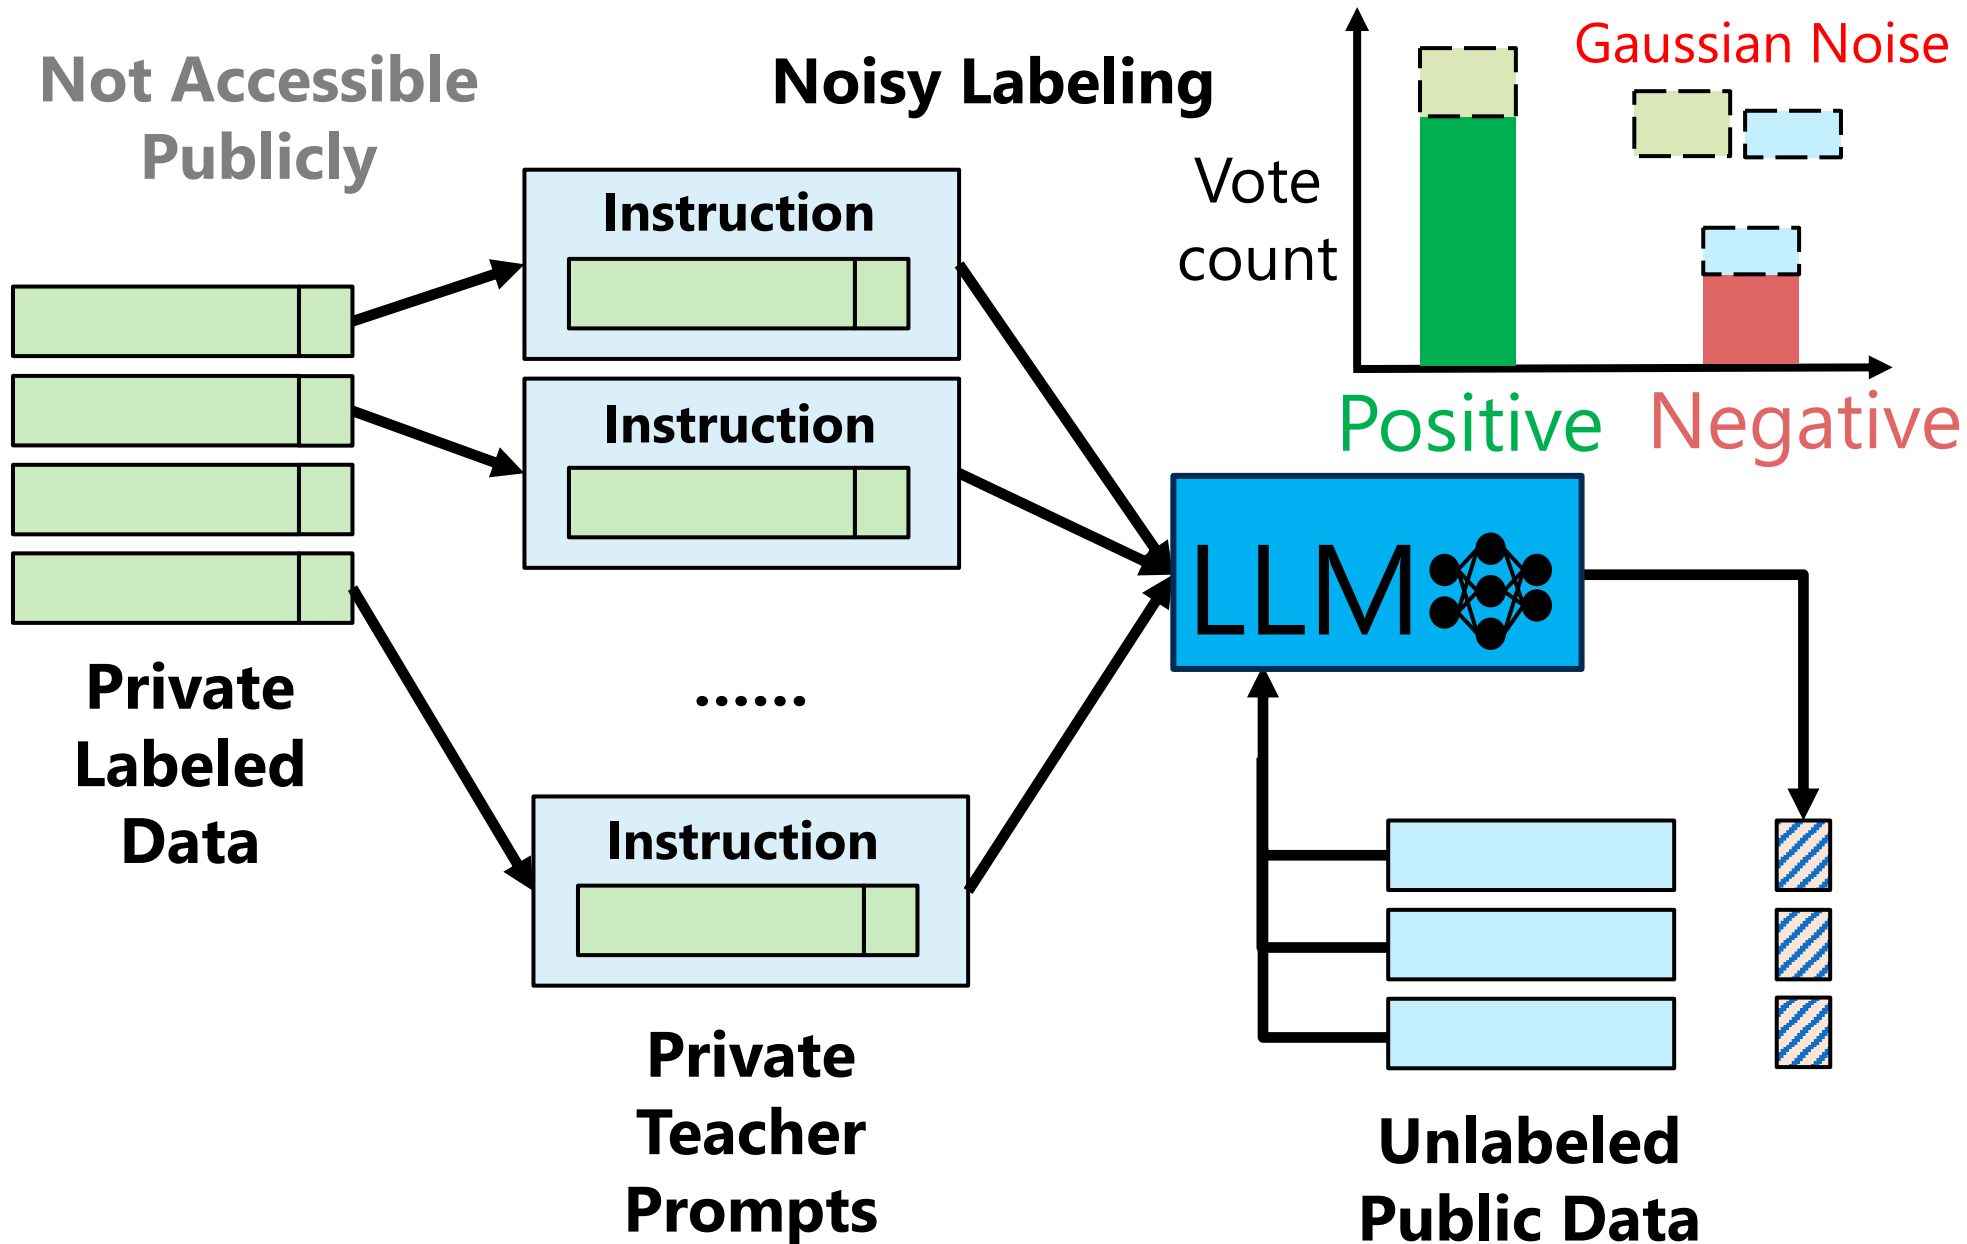 Not Accessible
Publicly
Noisy Labeling
Gaussian Noise
Vote
count
Positive
Negative
Instruction
Instruction
......
Instruction
LLM
Private
Labeled
Data
Private
Teacher
Prompts
Unlabeled
Public Data